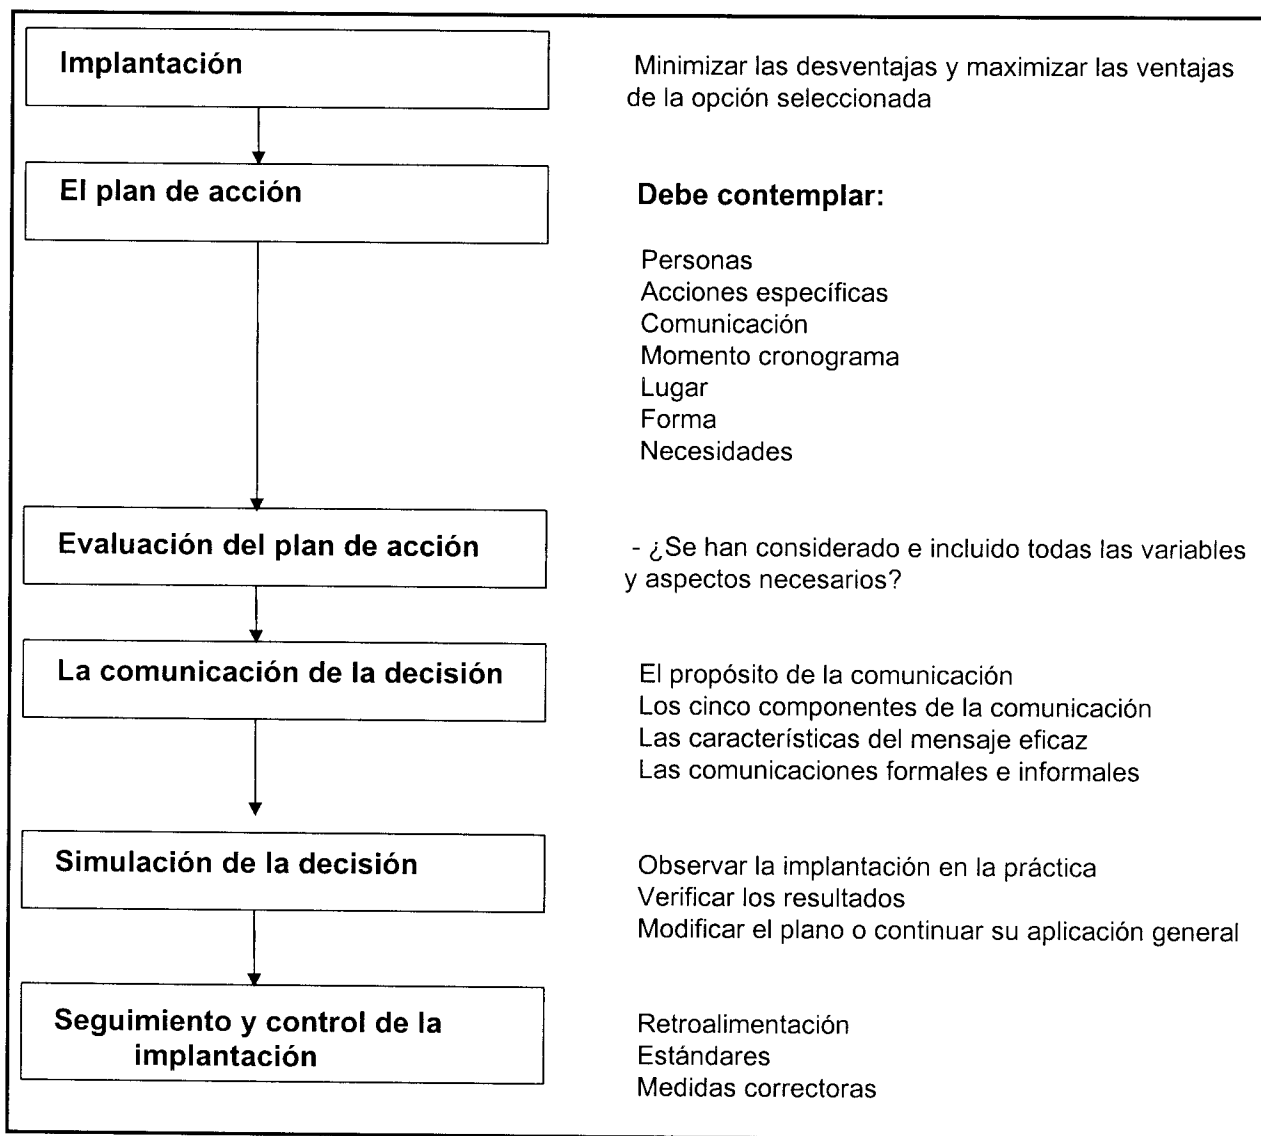 Implantación
Minimizar las desventajas y maximizar las ventajas
de la opción seleccionada
El plan de acción
Debe contemplar:
Personas
Acciones específicas
Comunicación
Momento cronograma
Lugar
Forma
Necesidades
Evaluación del plan de acción
- ¿Se han considerado e incluido todas las variables
y aspectos necesarios?
La comunicación de la decisión
El propósito de la comunicación
Los cinco componentes de la comunicación
Las características del mensaje eficaz
Las comunicaciones formales e informales
Simulación de la decisión
Observar la implantación en la práctica
Verificar los resultados
Modificar el plano o continuar su aplicación general
Seguimiento y control de la
implantación
Retroalimentación
Estándares
Medidas correctoras